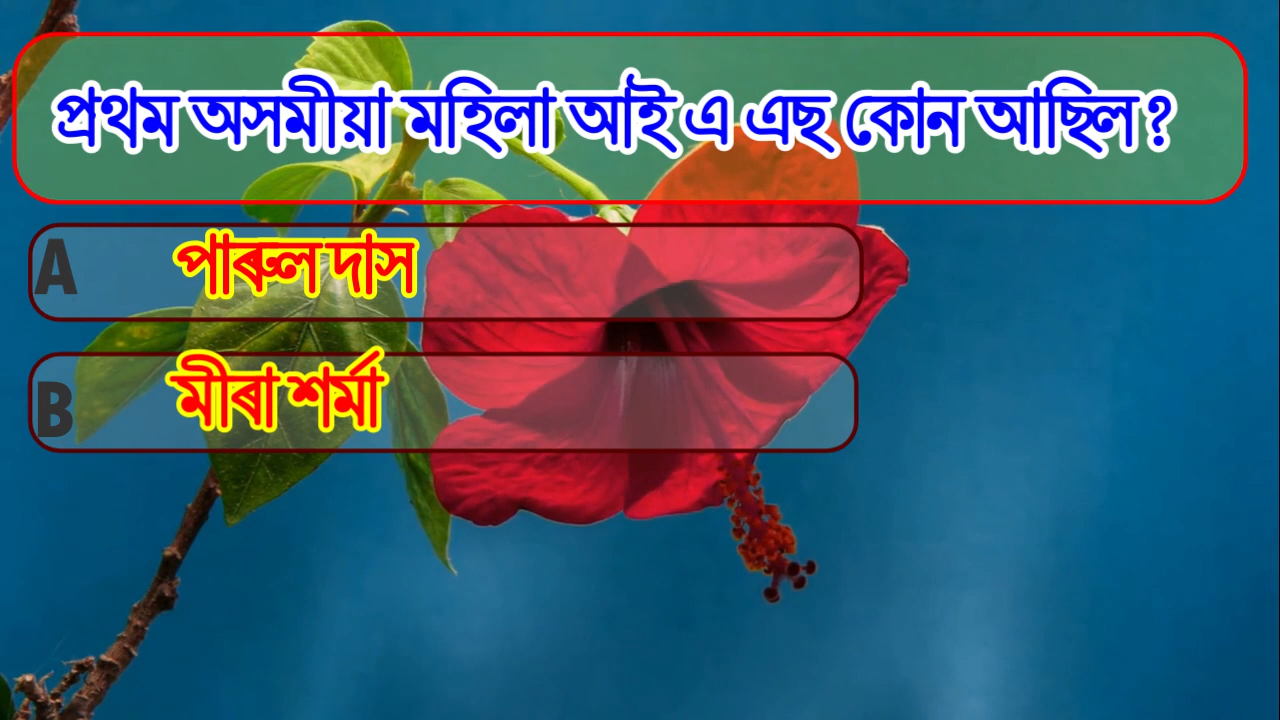 প্ৰথম অসমীয়া মহিলা আই এ এছ কোন আছিল?
A পাৰুল দাস
B মীৰা শৰ্মা